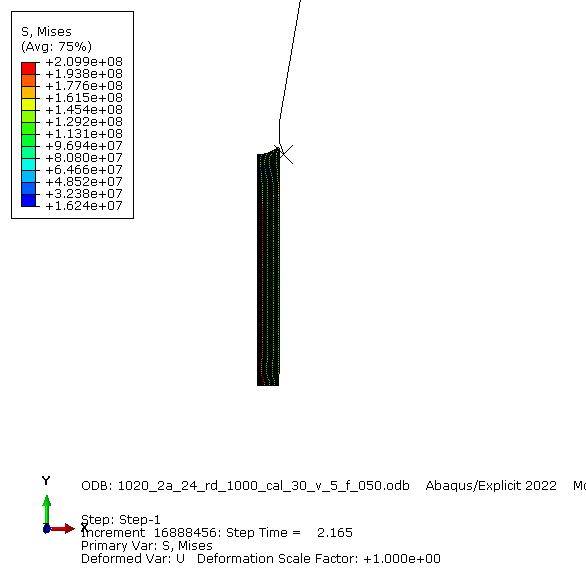 S, Mises
(Avg: 75%)
+2.099e+08
+1.938e+08
+1.776e+08
+1.615e+08
+1.454e+08
+1.292e+08
+1.131e+08
+9.694e+07
+8.080e+07
+6.466e+07
+4.852e+07
+3.238e+07
+1.624e+07
Y
ODB: 1020_2a_24_rd_1000_cal_30_v_5_f_050.odb    Abaqus/Explicit 2022    Mo
X
Step: Step-1
Increment  16888456: Step Time =    2.165
Primary Var: S, Mises
Deformed Var: U   Deformation Scale Factor: +1.000e+00